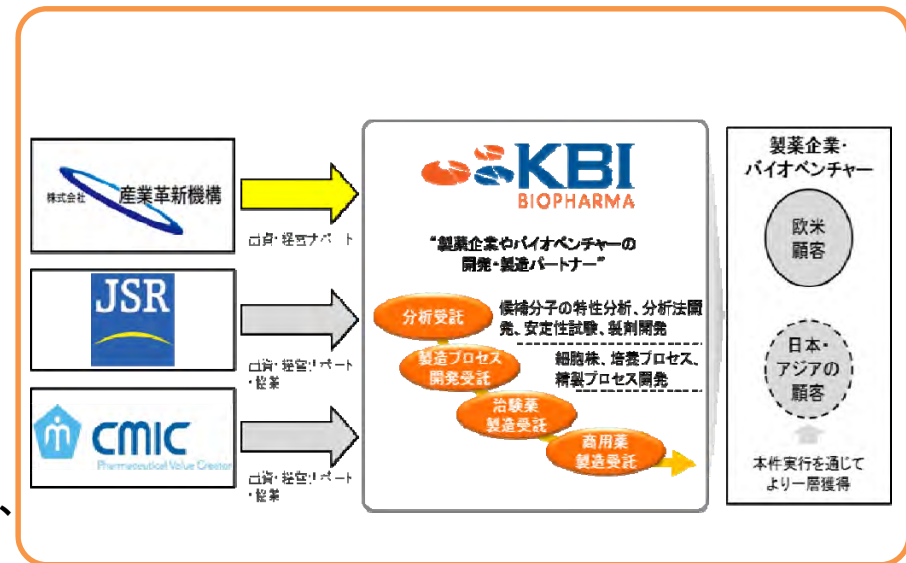 株式会社 産業革新機構
出資・経営サポート
JSR
出資・経営サポート
・協業
CMIC
Pharmaceutical Value Creator
出資・経営サポート
・協業
KBI
BIOPHARMA
“製薬企業やバイオベンチャーの
開発・製造パートナー”
分析受託
候補分子の特性分析、分析法開
発、安定性試験、製剤開発
製造プロセス
開発受託
細胞株、培養プロセス、
精製プロセス開発
治験薬
製造受託
商用薬
製造受託
製薬企業・
バイオベンチャー
欧米
顧客
日本・
アジアの
顧客
本件実行を通じて
より一層獲得
、